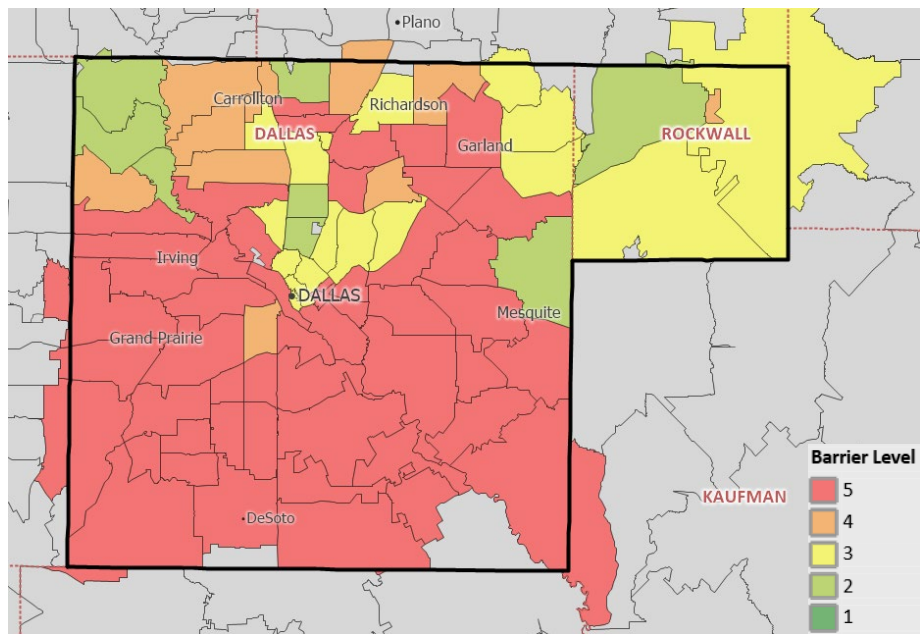 Plano
Carrollton
Richardson
DALLAS
ROCKWALL
Garland
Irving
DALLAS
Mesquite
Grand Prairie
DeSoto
KAUFMAN
Barrier Level
5
4
3
2
1